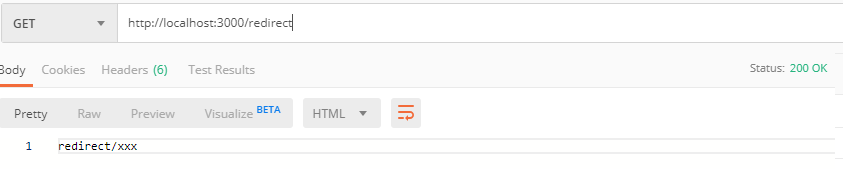 GET http://localhost:3000/redirect
Body Cookies Headers (6) Test Results Status: 200 OK
Pretty Raw Preview Visualize BETA HTML
1 redirect/xxx